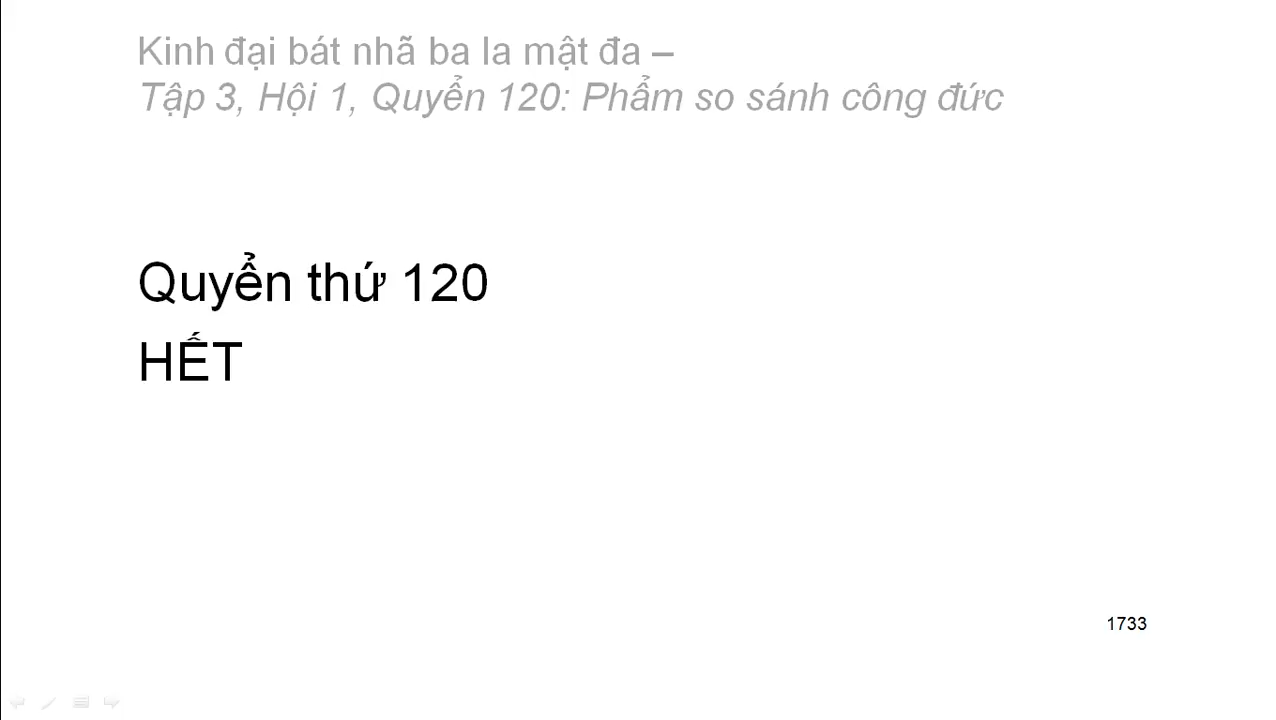 Kinh đại bát nhã ba la mật đa –
Tập 3, Hội 1, Quyển 120: Phẩm so sánh công đức
Quyển thứ 120
HẾT
1733